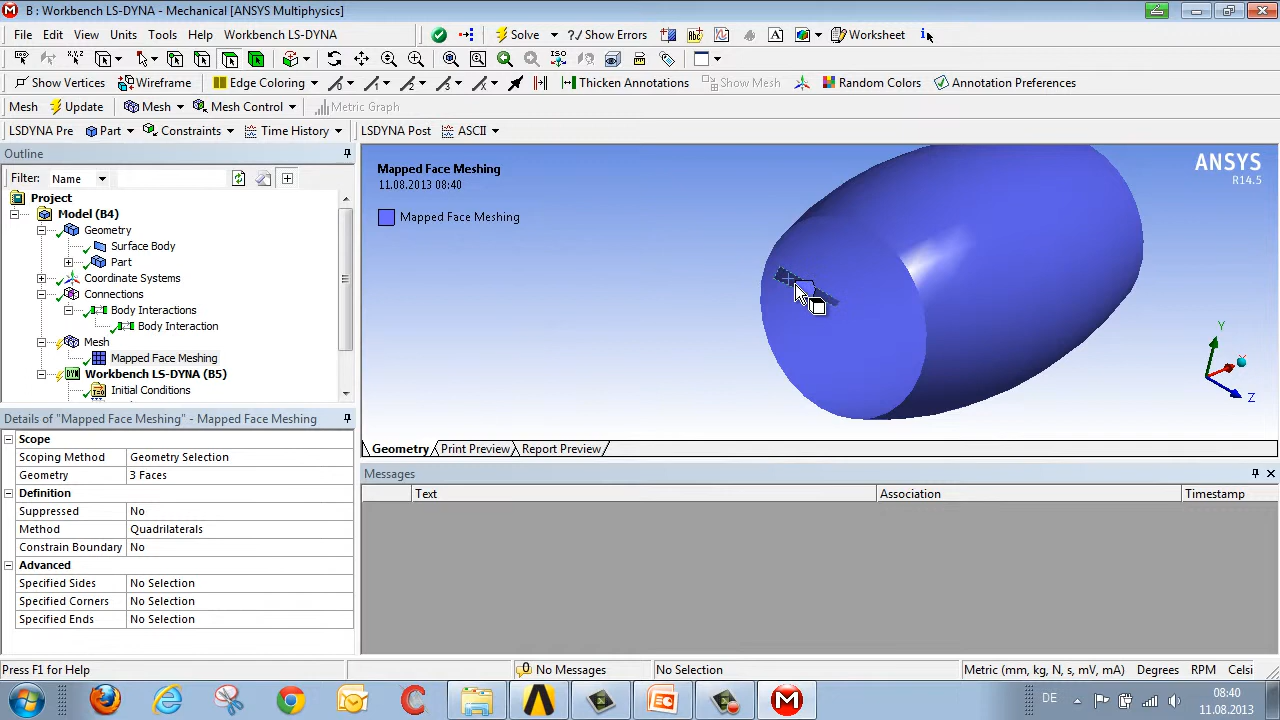 B : Workbench LS-DYNA - Mechanical [ANSYS Multiphysics]
File Edit View Units Tools Help Workbench LS-DYNA Solve Show Errors Worksheet
Show Vertices Wireframe Edge Coloring Thicken Annotations Show Mesh Random Colors Annotation Preferences
Mesh Update Mesh Mesh Control Metric Graph
LSDYNA Pre Part Constraints Time History LSDYNA Post ASCII
Outline
Filter: Name
Project
Model (B4)
Geometry
Surface Body
Part
Coordinate Systems
Connections
Body Interactions
Body Interaction
Mesh
Mapped Face Meshing
Workbench LS-DYNA (B5)
Initial Conditions
Details of "Mapped Face Meshing" - Mapped Face Meshing
Scope
Scoping Method Geometry Selection
Geometry 3 Faces
Definition
Suppressed No
Method Quadrilaterals
Constrain Boundary No
Advanced
Specified Sides No Selection
Specified Corners No Selection
Specified Ends No Selection
Mapped Face Meshing
11.08.2013 08:40
Mapped Face Meshing
ANSYS
R14.5
Y
X
Z
Geometry Print Preview Report Preview
Messages
Text Association Timestamp
Press F1 for Help 0 No Messages No Selection Metric (mm, kg, N, s, mV, mA) Degrees RPM Celsi
DE 08:40
11.08.2013